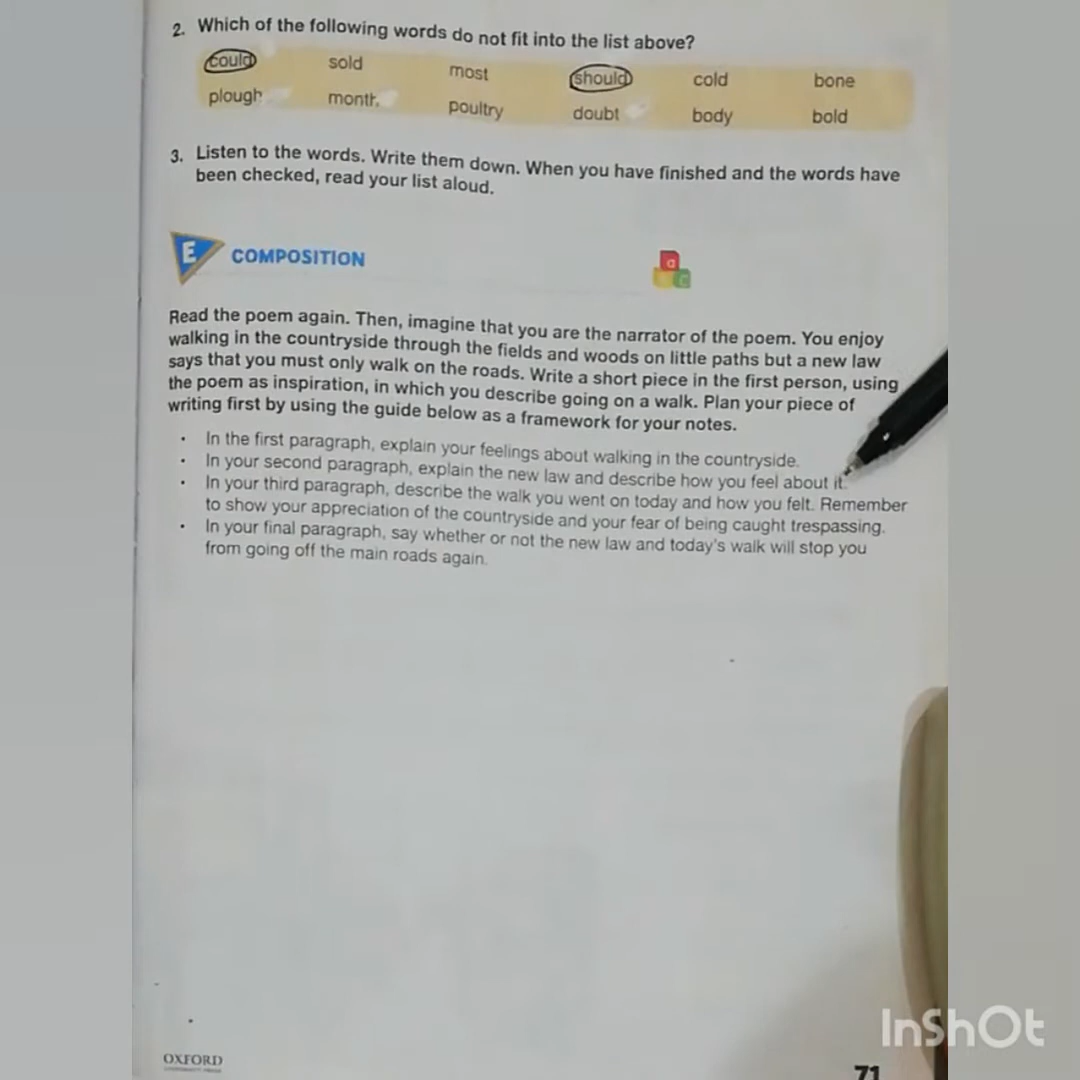 2. Which of the following words do not fit into the list above?
could sold most should cold bone
plough month poultry doubt body bold
3. Listen to the words. Write them down. When you have finished and the words have
been checked, read your list aloud.
E COMPOSITION
a
c
Read the poem again. Then, imagine that you are the narrator of the poem. You enjoy
walking in the countryside through the fields and woods on little paths but a new law
says that you must only walk on the roads. Write a short piece in the first person, using
the poem as inspiration, in which you describe going on a walk. Plan your piece of
writing first by using the guide below as a framework for your notes.
• In the first paragraph, explain your feelings about walking in the countryside.
• In your second paragraph, explain the new law and describe how you feel about it.
• In your third paragraph, describe the walk you went on today and how you felt. Remember
to show your appreciation of the countryside and your fear of being caught trespassing.
• In your final paragraph, say whether or not the new law and today's walk will stop you
from going off the main roads again.
OXFORD
71
InShOt